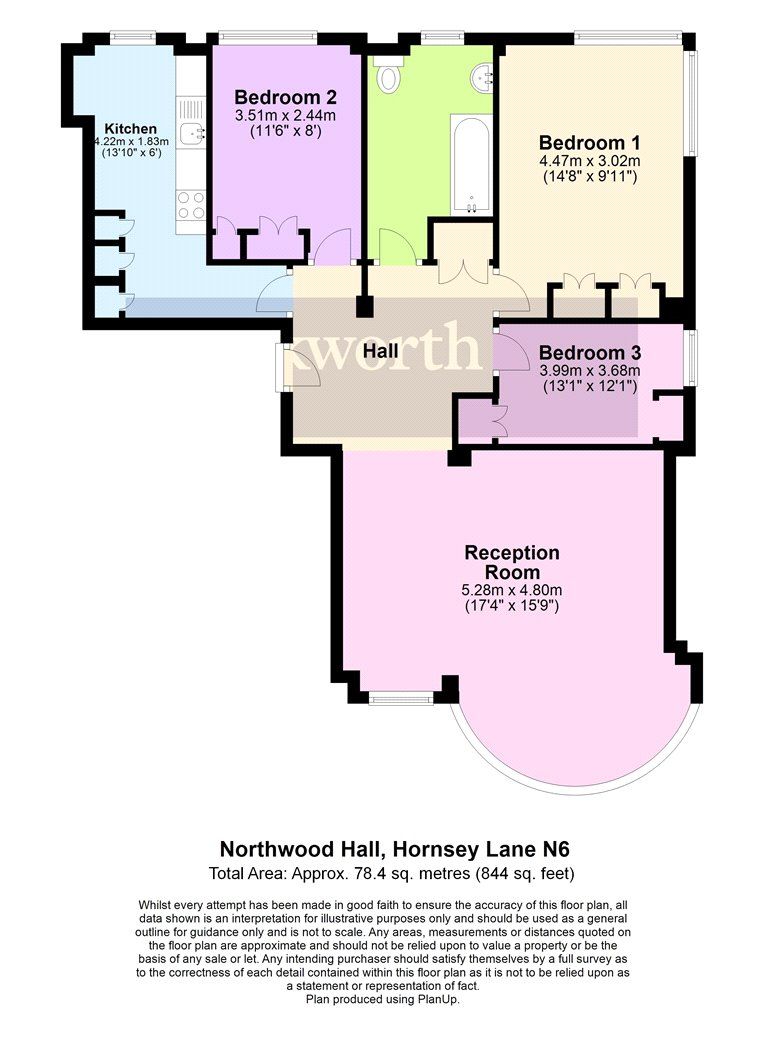 Kitchen
4.22m x 1.83m
(13'10" x 6')
Bedroom 2
3.51m x 2.44m
(11'6" x 8')
Bedroom 1
4.47m x 3.02m
(14'8" x 9'11")
Hall
kworth
Bedroom 3
3.99m x 3.68m
(13'1" x 12'1")
Reception
Room
5.28m x 4.80m
(17'4" x 15'9")
Northwood Hall, Hornsey Lane N6
Total Area: Approx. 78.4 sq. metres (844 sq. feet)
Whilst every attempt has been made in good faith to ensure the accuracy of this floor plan, all
data shown is an interpretation for illustrative purposes only and should be used as a general
outline for guidance only and is not to scale. Any areas, measurements or distances quoted on
the floor plan are approximate and should not be relied upon to value a property or be the
basis of any sale or let. Any intending purchaser should satisfy themselves by a full survey as
to the correctness of each detail contained within this floor plan as it is not to be relied upon as
a statement or representation of fact.
Plan produced using PlanUp.